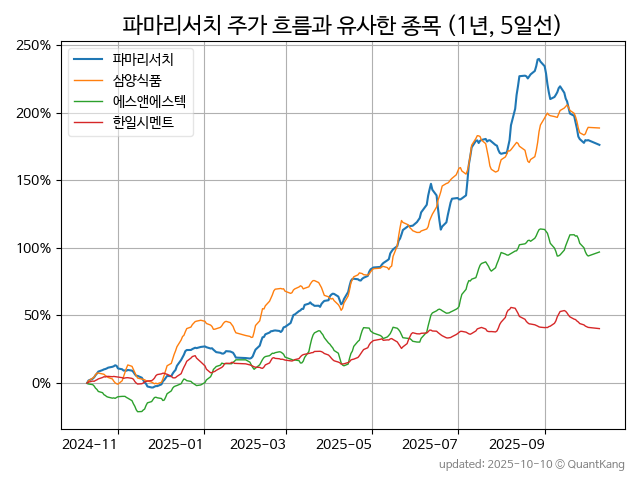 파마리서치 주가 흐름과 유사한 종목 (1년, 5일선)
250%
200%
150%
100%
50%
0%
파마리서치
삼양식품
에스앤에스텍
한일시멘트
2024-11
2025-01
2025-03
2025-05
2025-07
2025-09
updated: 2025-10-10 © QuantKang